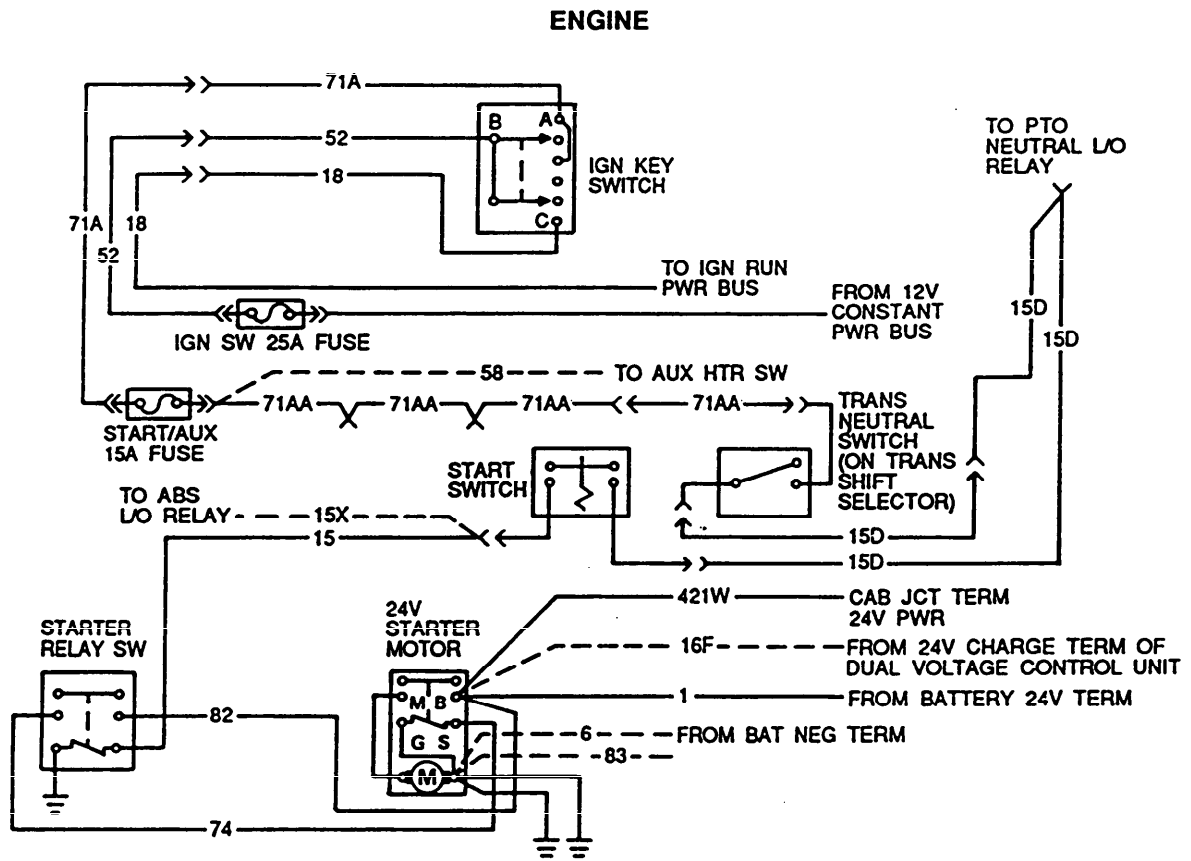 ENGINE
71A
B
A
52
IGN KEY
SWITCH
18
C
TO PTO
NEUTRAL L/O
RELAY
71A
18
52
TO IGN RUN
PWR BUS
FROM 12V
CONSTANT
PWR BUS
IGN SW 25A FUSE
15D
15D
58
TO AUX HTR SW
71AA
71AA
71AA
71AA
START/AUX
15A FUSE
TRANS
NEUTRAL
SWITCH
(ON TRANS
SHIFT
SELECTOR)
START
SWITCH
TO ABS
L/O RELAY
15X
15
15D
15D
421W
CAB JCT TERM
24V PWR
24V
STARTER
MOTOR
STARTER
RELAY SW
16F
FROM 24V CHARGE TERM OF
DUAL VOLTAGE CONTROL UNIT
1
FROM BATTERY 24V TERM
M B
82
G S
6
FROM BAT NEG TERM
83
M
74